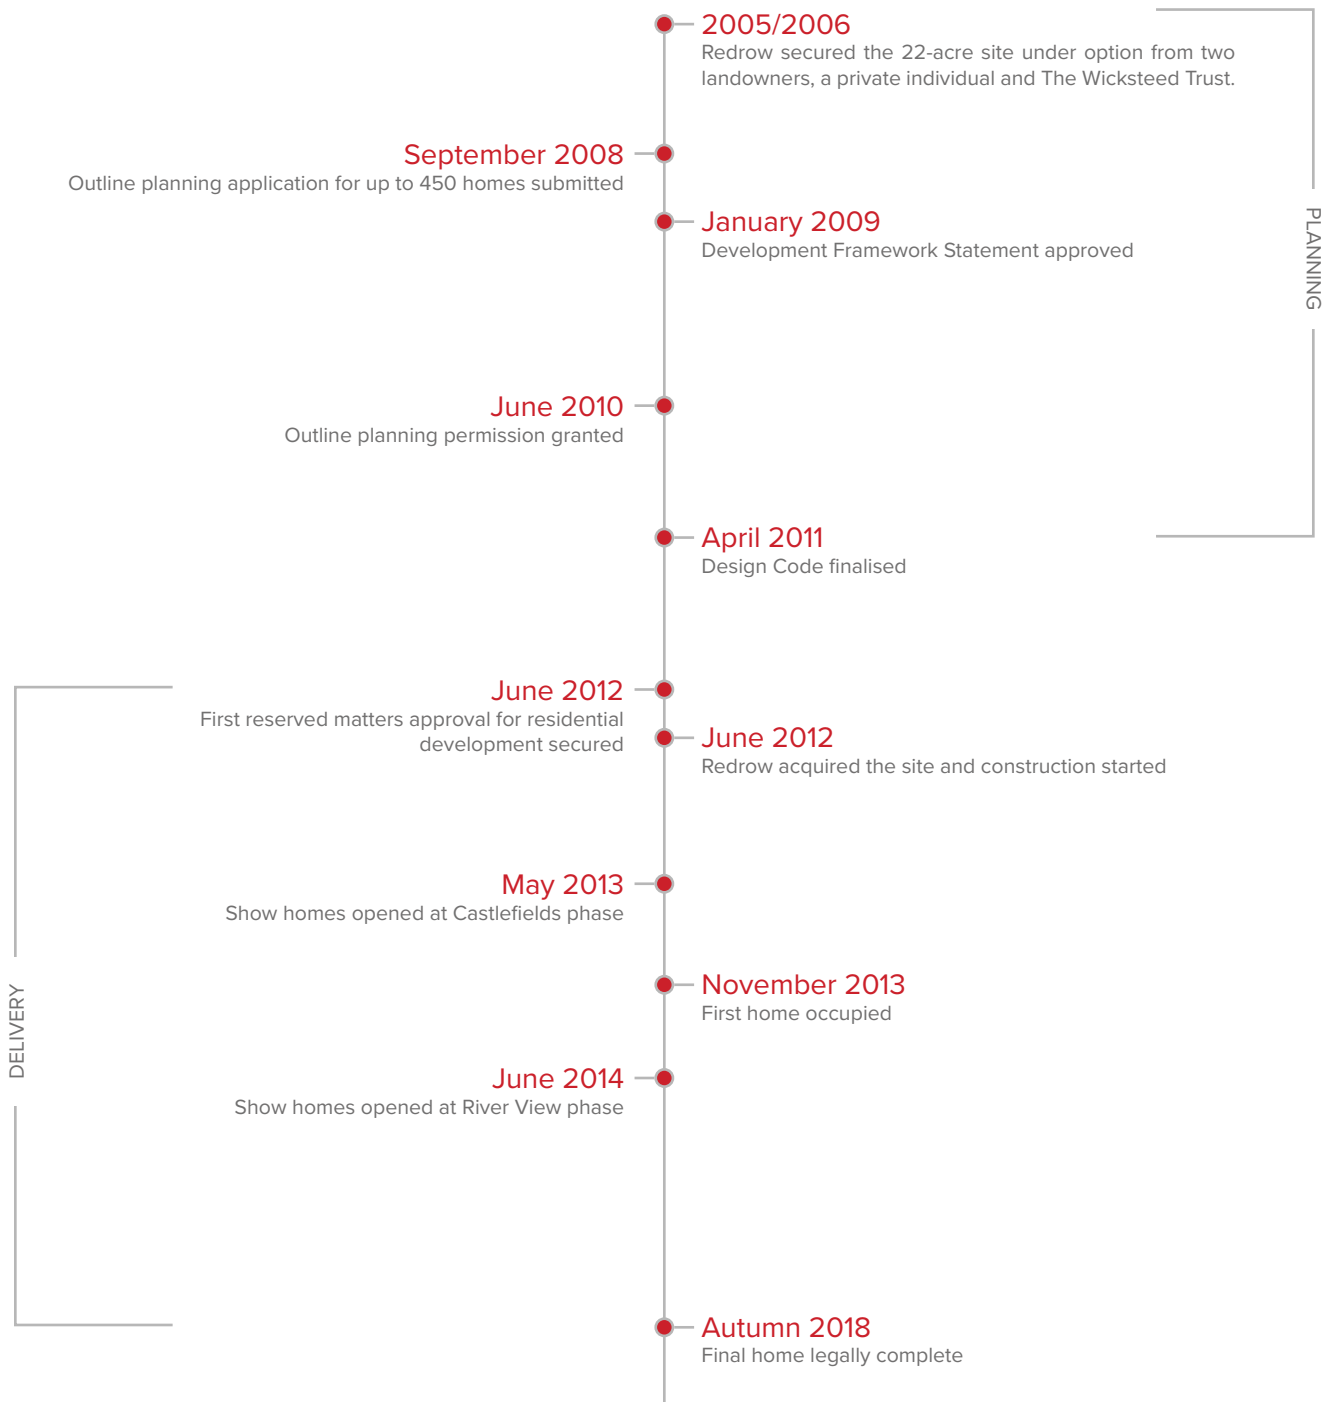 2005/2006
Redrow secured the 22-acre site under option from two
landowners, a private individual and The Wicksteed Trust.
September 2008
Outline planning application for up to 450 homes submitted
January 2009
Development Framework Statement approved
PLANNING
June 2010
Outline planning permission granted
April 2011
Design Code finalised
June 2012
First reserved matters approval for residential
development secured
June 2012
Redrow acquired the site and construction started
May 2013
Show homes opened at Castlefields phase
November 2013
First home occupied
DELIVERY
June 2014
Show homes opened at River View phase
Autumn 2018
Final home legally complete